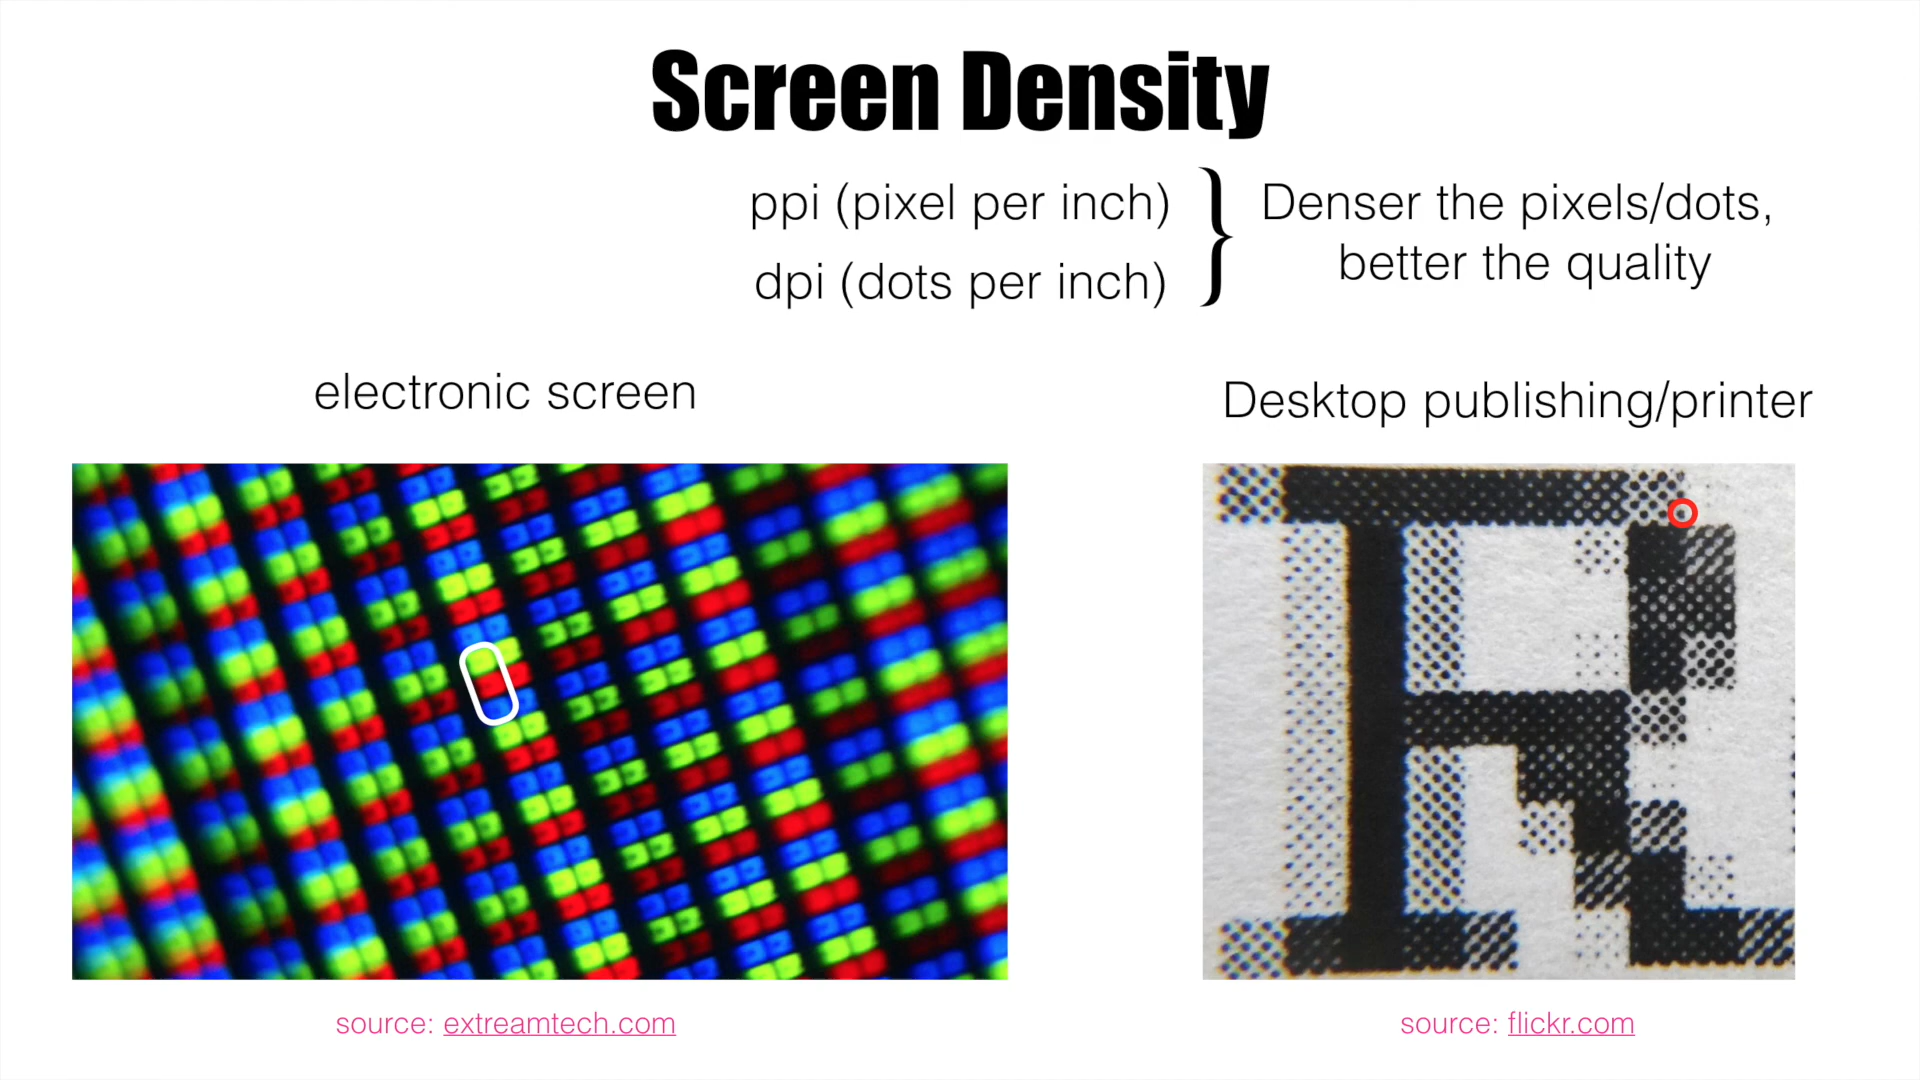 Screen Density
ppi (pixel per inch)
dpi (dots per inch)
Denser the pixels/dots,
better the quality
electronic screen
Desktop publishing/printer
R
source: extreamtech.com
source: flickr.com